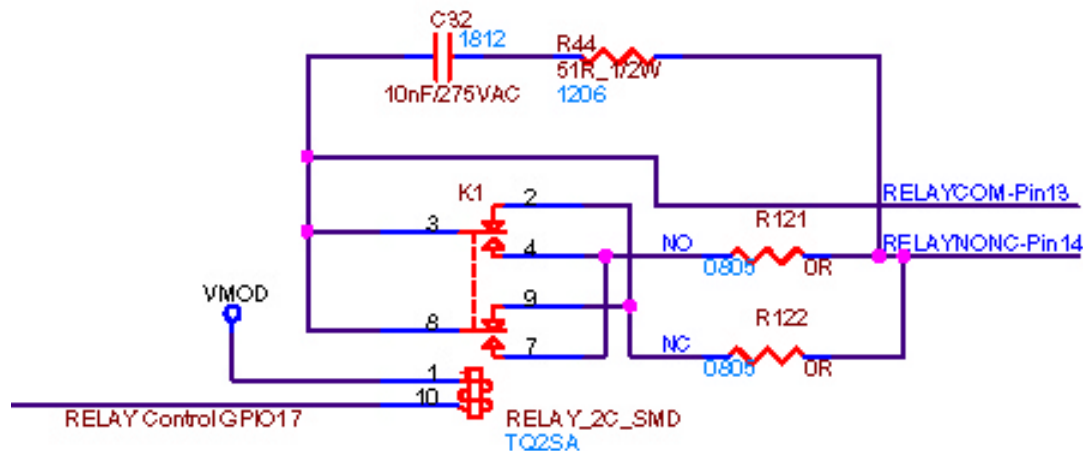 C32
1812
R44
51R_1/2W
10nF/275VAC
1206
K1
2
RELAYCOM-Pin13
3
R121
4
NO
RELAYNONC-Pin14
0805
0R
VMOD
9
8
R122
7
NC
0805
0R
1
10
RELAY Control GPIO17
RELAY_2C_SMD
TQ2SA